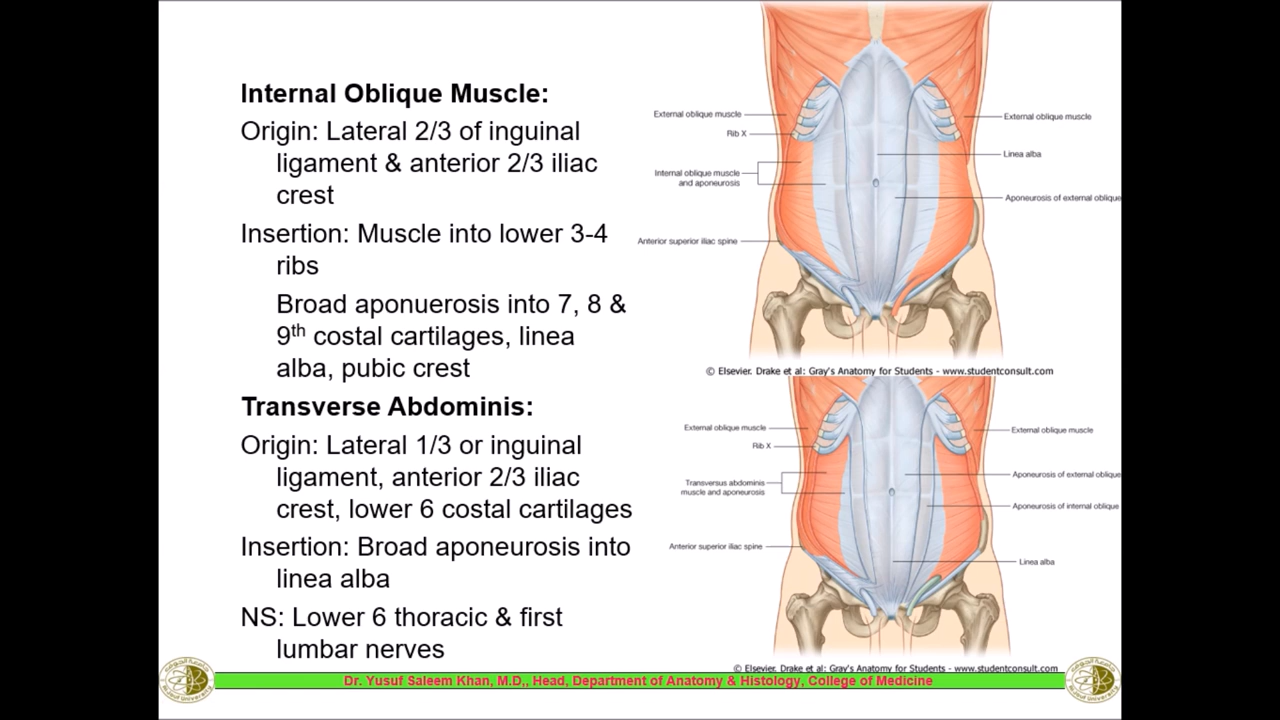 Internal Oblique Muscle:
Origin: Lateral 2/3 of inguinal
ligament & anterior 2/3 iliac
crest
Insertion: Muscle into lower 3-4
ribs
Broad aponuerosis into 7, 8 &
9th costal cartilages, linea
alba, pubic crest
Transverse Abdominis:
Origin: Lateral 1/3 or inguinal
ligament, anterior 2/3 iliac
crest, lower 6 costal cartilages
Insertion: Broad aponeurosis into
linea alba
NS: Lower 6 thoracic & first
lumbar nerves
External oblique muscle
Rib X
Internal oblique muscle
and aponeurosis
Anterior superior iliac spine
External oblique muscle
Linea alba
Aponeurosis of external oblique
© Elsevier. Drake et al: Gray's Anatomy for Students - www.studentconsult.com
External oblique muscle
Rib X
Transversus abdominis
muscle and aponeurosis
Anterior superior iliac spine
External oblique muscle
Aponeurosis of external oblique
Aponeurosis of internal oblique
Linea alba
© Elsevier. Drake et al: Gray's Anatomy for Students - www.studentconsult.com
Dr. Yusuf Saleem Khan, M.D,, Head, Department of Anatomy & Histology, College of Medicine